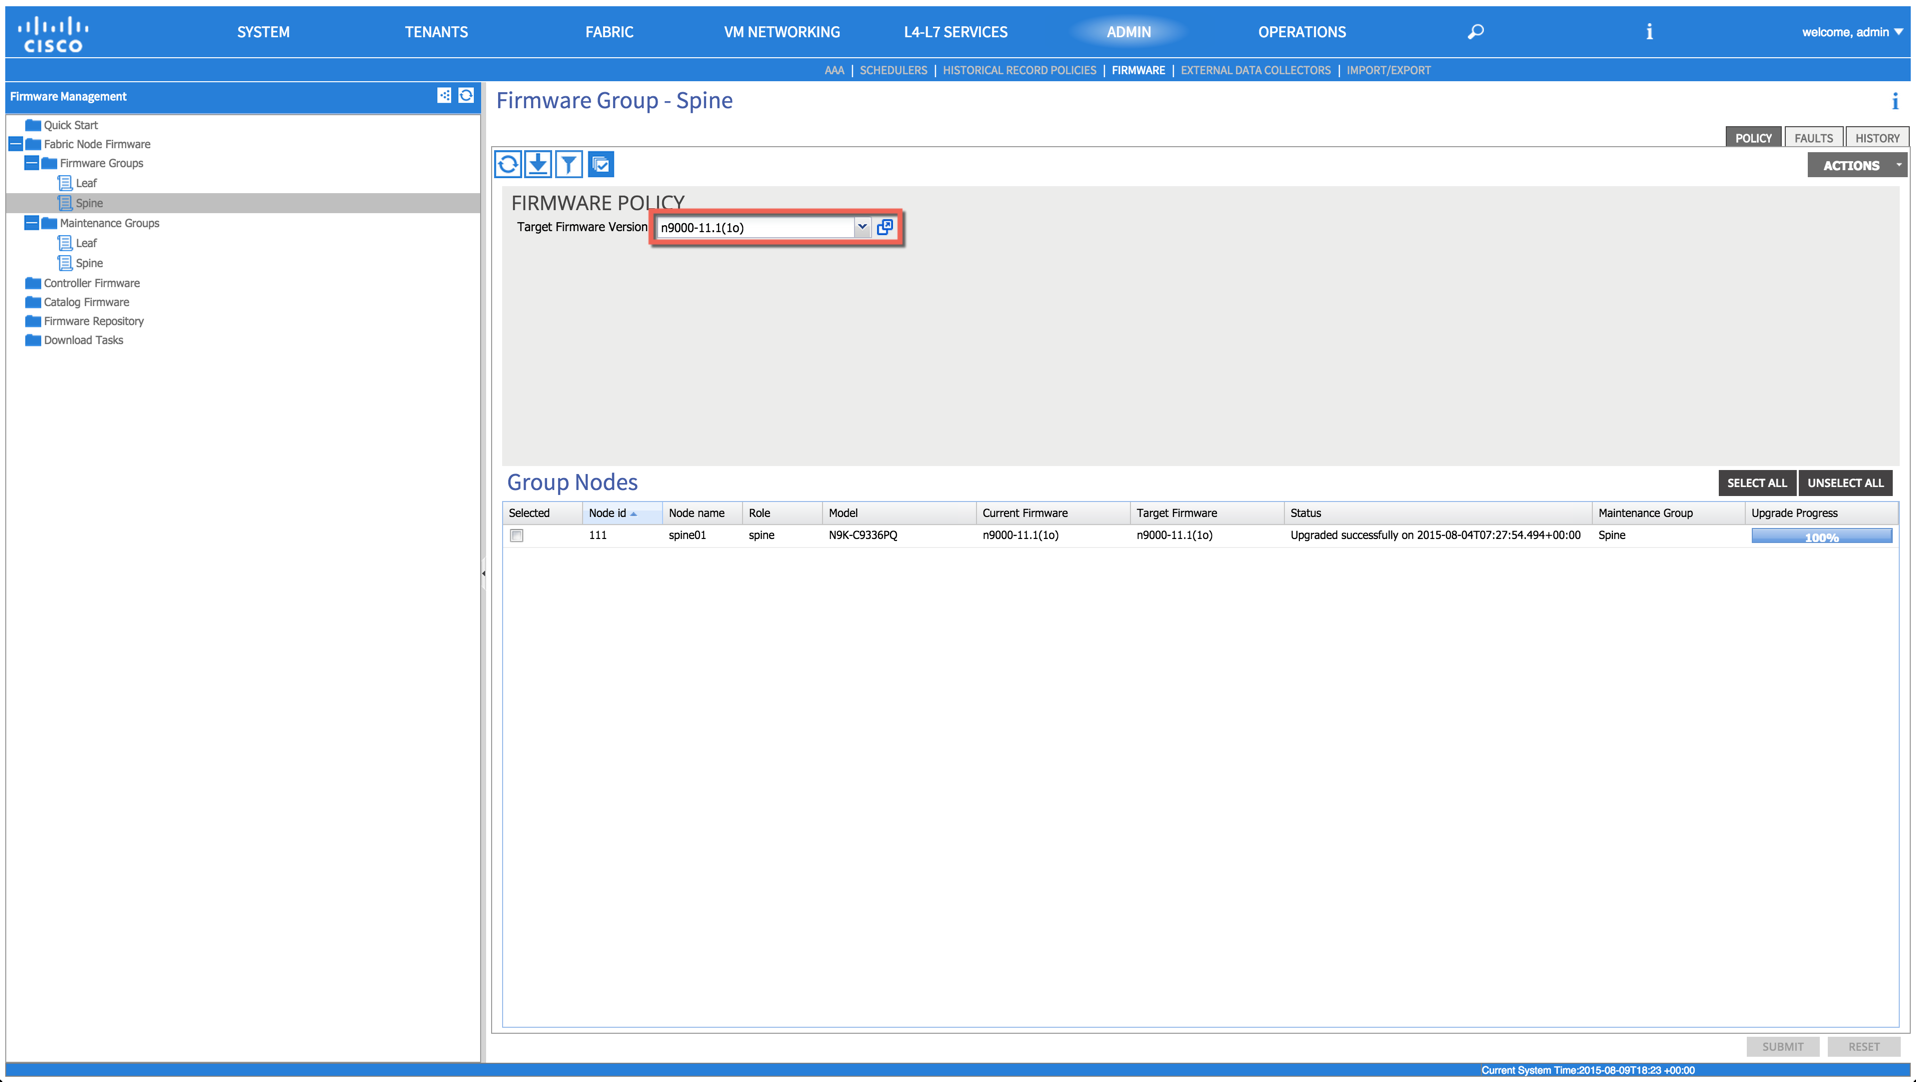 CISCO
SYSTEM TENANTS FABRIC VM NETWORKING L4-L7 SERVICES ADMIN OPERATIONS i welcome, admin
AAA | SCHEDULERS | HISTORICAL RECORD POLICIES | FIRMWARE | EXTERNAL DATA COLLECTORS | IMPORT/EXPORT
Firmware Management
Quick Start
Fabric Node Firmware
Firmware Groups
Leaf
Spine
Maintenance Groups
Leaf
Spine
Controller Firmware
Catalog Firmware
Firmware Repository
Download Tasks
Firmware Group - Spine i
POLICY FAULTS HISTORY
ACTIONS
FIRMWARE POLICY
Target Firmware Version n9000-11.1(1o)
Group Nodes SELECT ALL UNSELECT ALL
Selected Node id Node name Role Model Current Firmware Target Firmware Status Maintenance Group Upgrade Progress
111 spine01 spine N9K-C9336PQ n9000-11.1(1o) n9000-11.1(1o) Upgraded successfully on 2015-08-04T07:27:54.494+00:00 Spine 100%
SUBMIT RESET
Current System Time:2015-08-09T18:23 +00:00